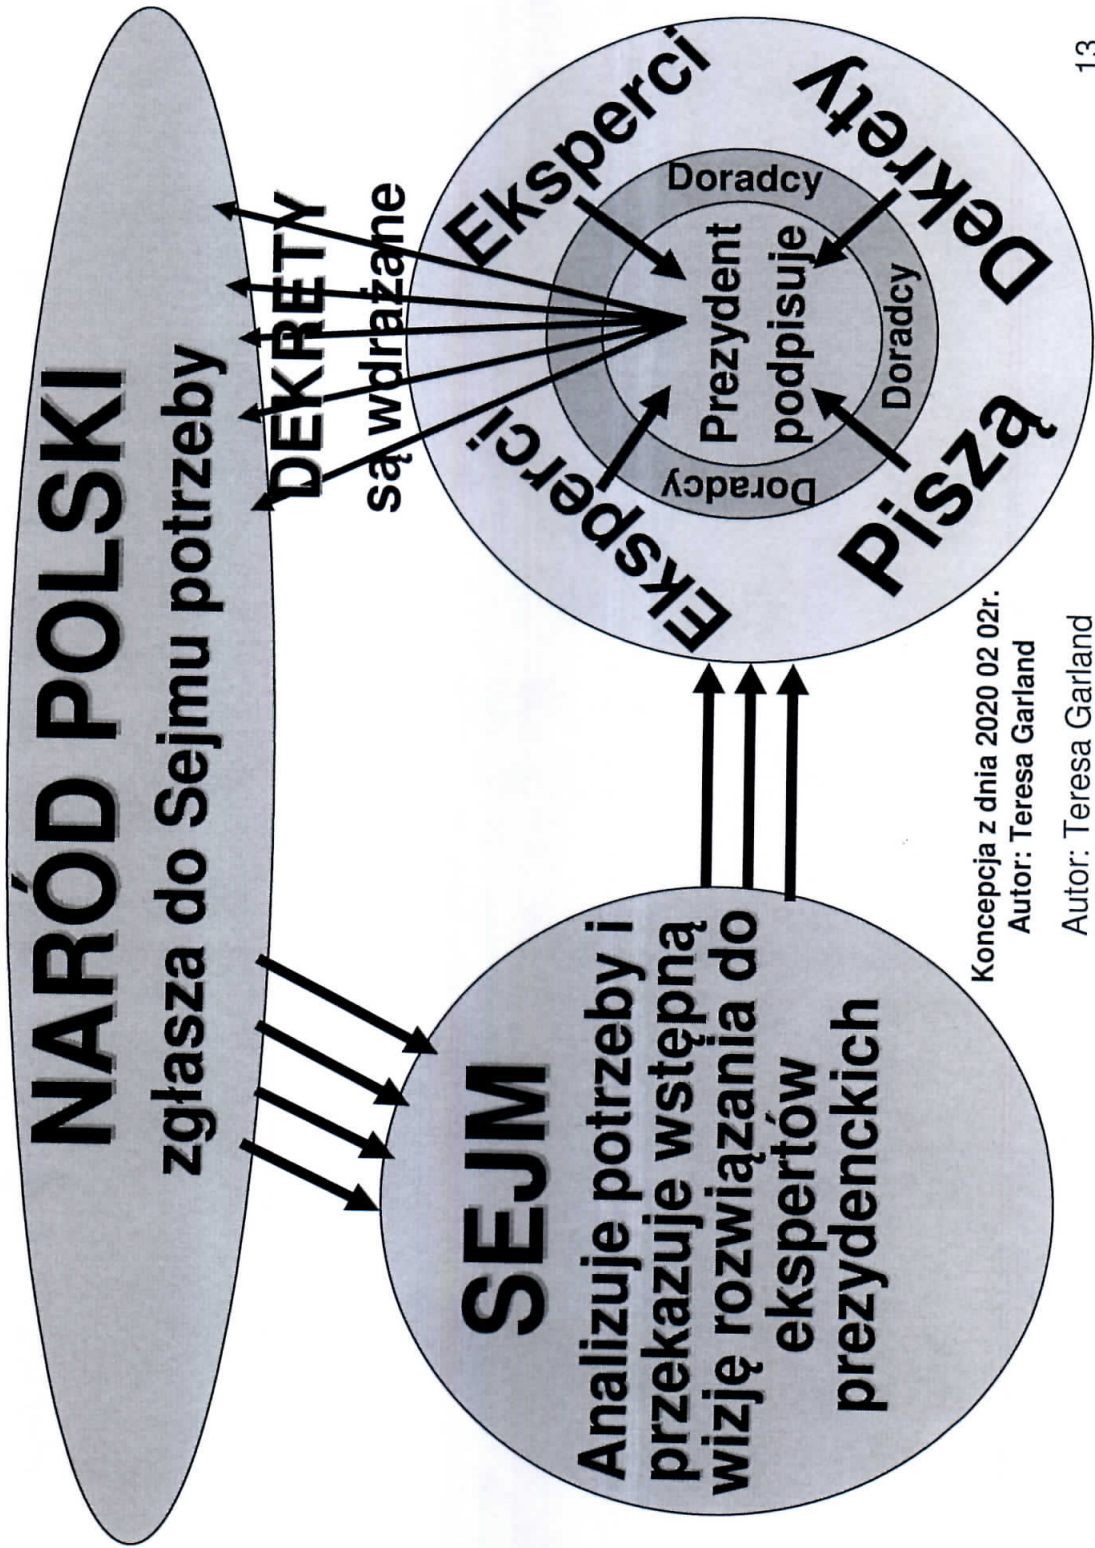 NARÓD POLSKI
zgłasza do Sejmu potrzeby
SEJM
Analizuje potrzeby i
przekazuje wstępną
wizję rozwiązania do
ekspertów
prezydenckich
DEKRETY
są wdrażane
Eksperci
Eksperci
Piszą
Dekrety
Doradcy
Doradcy
Doradcy
Prezydent
podpisuje
Koncepcja z dnia 2020 02 02r.
Autor: Teresa Garland
Autor: Teresa Garland
13